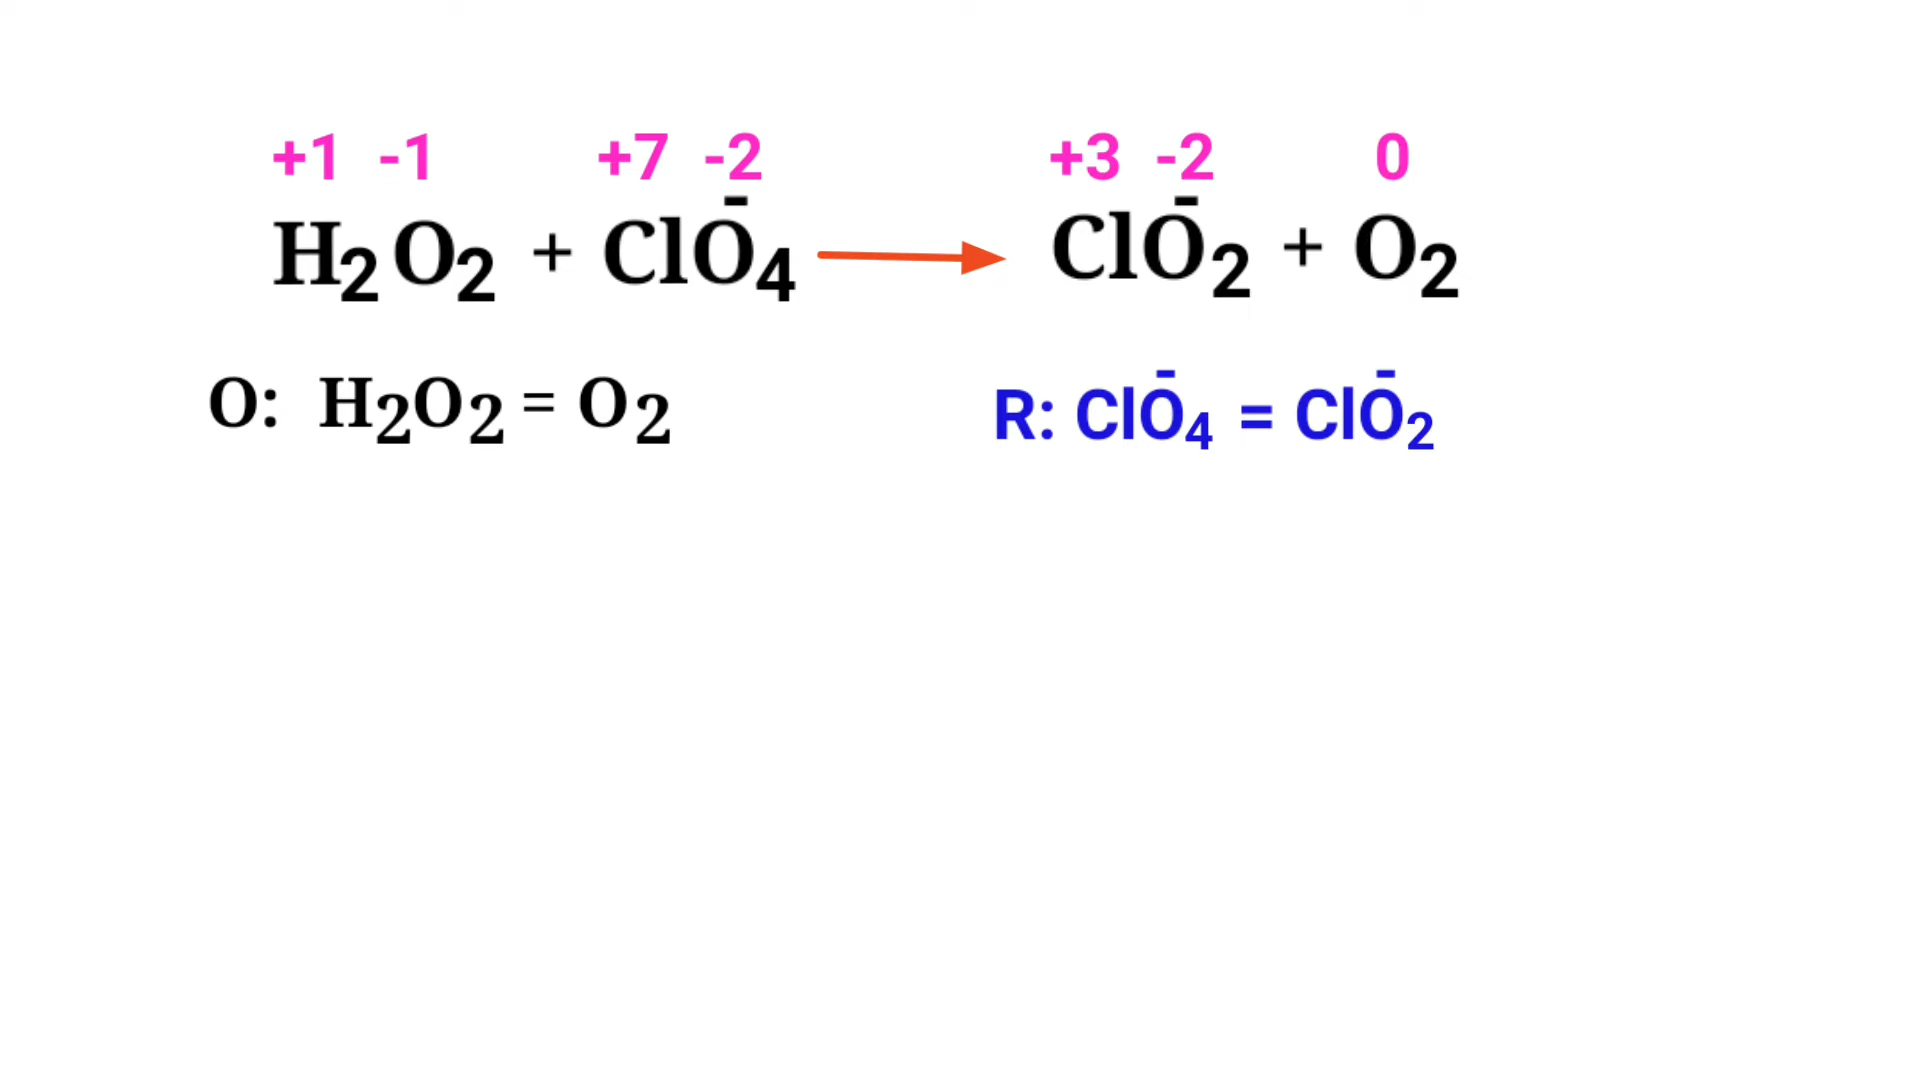 +1 -1 +7 -2 +3 -2 0
H₂O₂ + ClO₄⁻ → ClO₂⁻ + O₂
O: H₂O₂ = O₂ R: ClO₄⁻ = ClO₂⁻